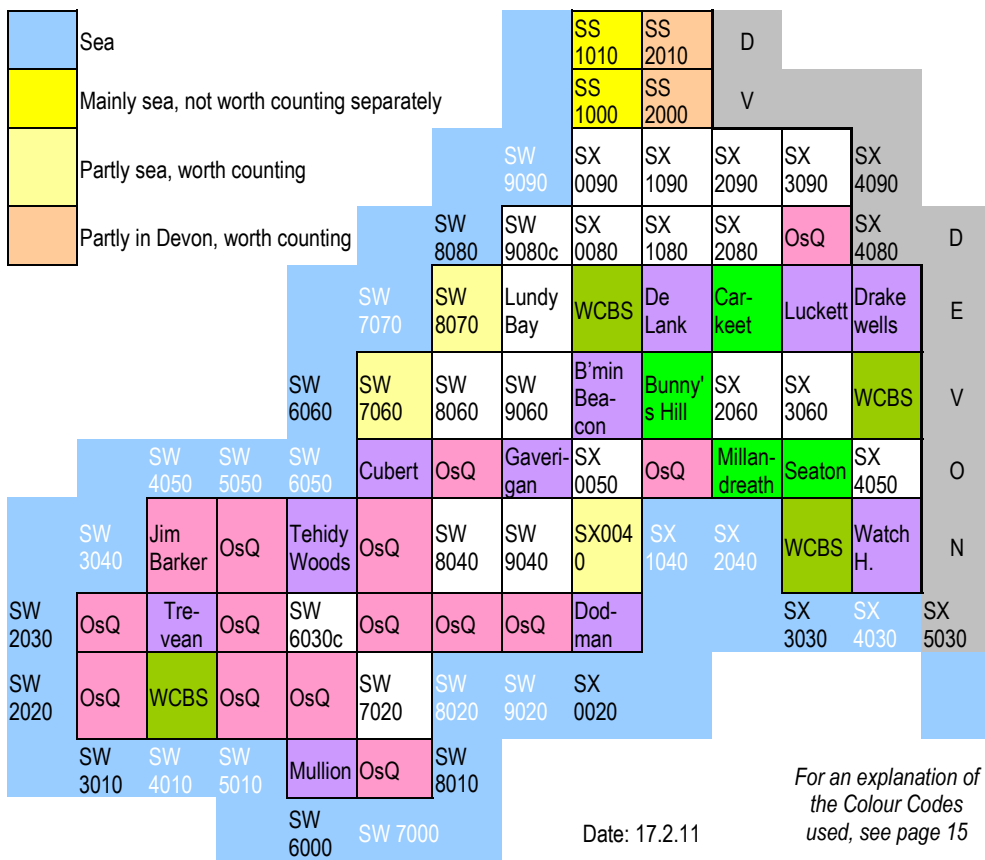 Sea
SS
1010
SS
2010
D
Mainly sea, not worth counting separately
SS
1000
SS
2000
V
Partly sea, worth counting
SW
9090
SX
0090
SX
1090
SX
2090
SX
3090
SX
4090
Partly in Devon, worth counting
SW
8080
SW
9080c
SX
0080
SX
1080
SX
2080
OsQ
SX
4080
D
SW
7070
SW
8070
Lundy
Bay
WCBS
De
Lank
Car-
keet
Luckett
Drake
wells
E
SW
6060
SW
7060
SW
8060
SW
9060
B'min
Bea-
con
Bunny'
s Hill
SX
2060
SX
3060
WCBS
V
SW
4050
SW
5050
SW
6050
Cubert
OsQ
Gaveri-
gan
SX
0050
OsQ
Millan-
dreath
Seaton
SX
4050
O
SW
3040
Jim
Barker
OsQ
Tehidy
Woods
OsQ
SW
8040
SW
9040
SX004
0
SX
1040
SX
2040
WCBS
Watch
H.
N
SW
2030
OsQ
Tre-
vean
OsQ
SW
6030c
OsQ
OsQ
OsQ
Dod-
man
SX
3030
SX
4030
SX
5030
SW
2020
OsQ
WCBS
OsQ
OsQ
SW
7020
SW
8020
SW
9020
SX
0020
SW
3010
SW
4010
SW
5010
Mullion
OsQ
SW
8010
SW
6000
SW 7000
Date: 17.2.11
For an explanation of
the Colour Codes
used, see page 15